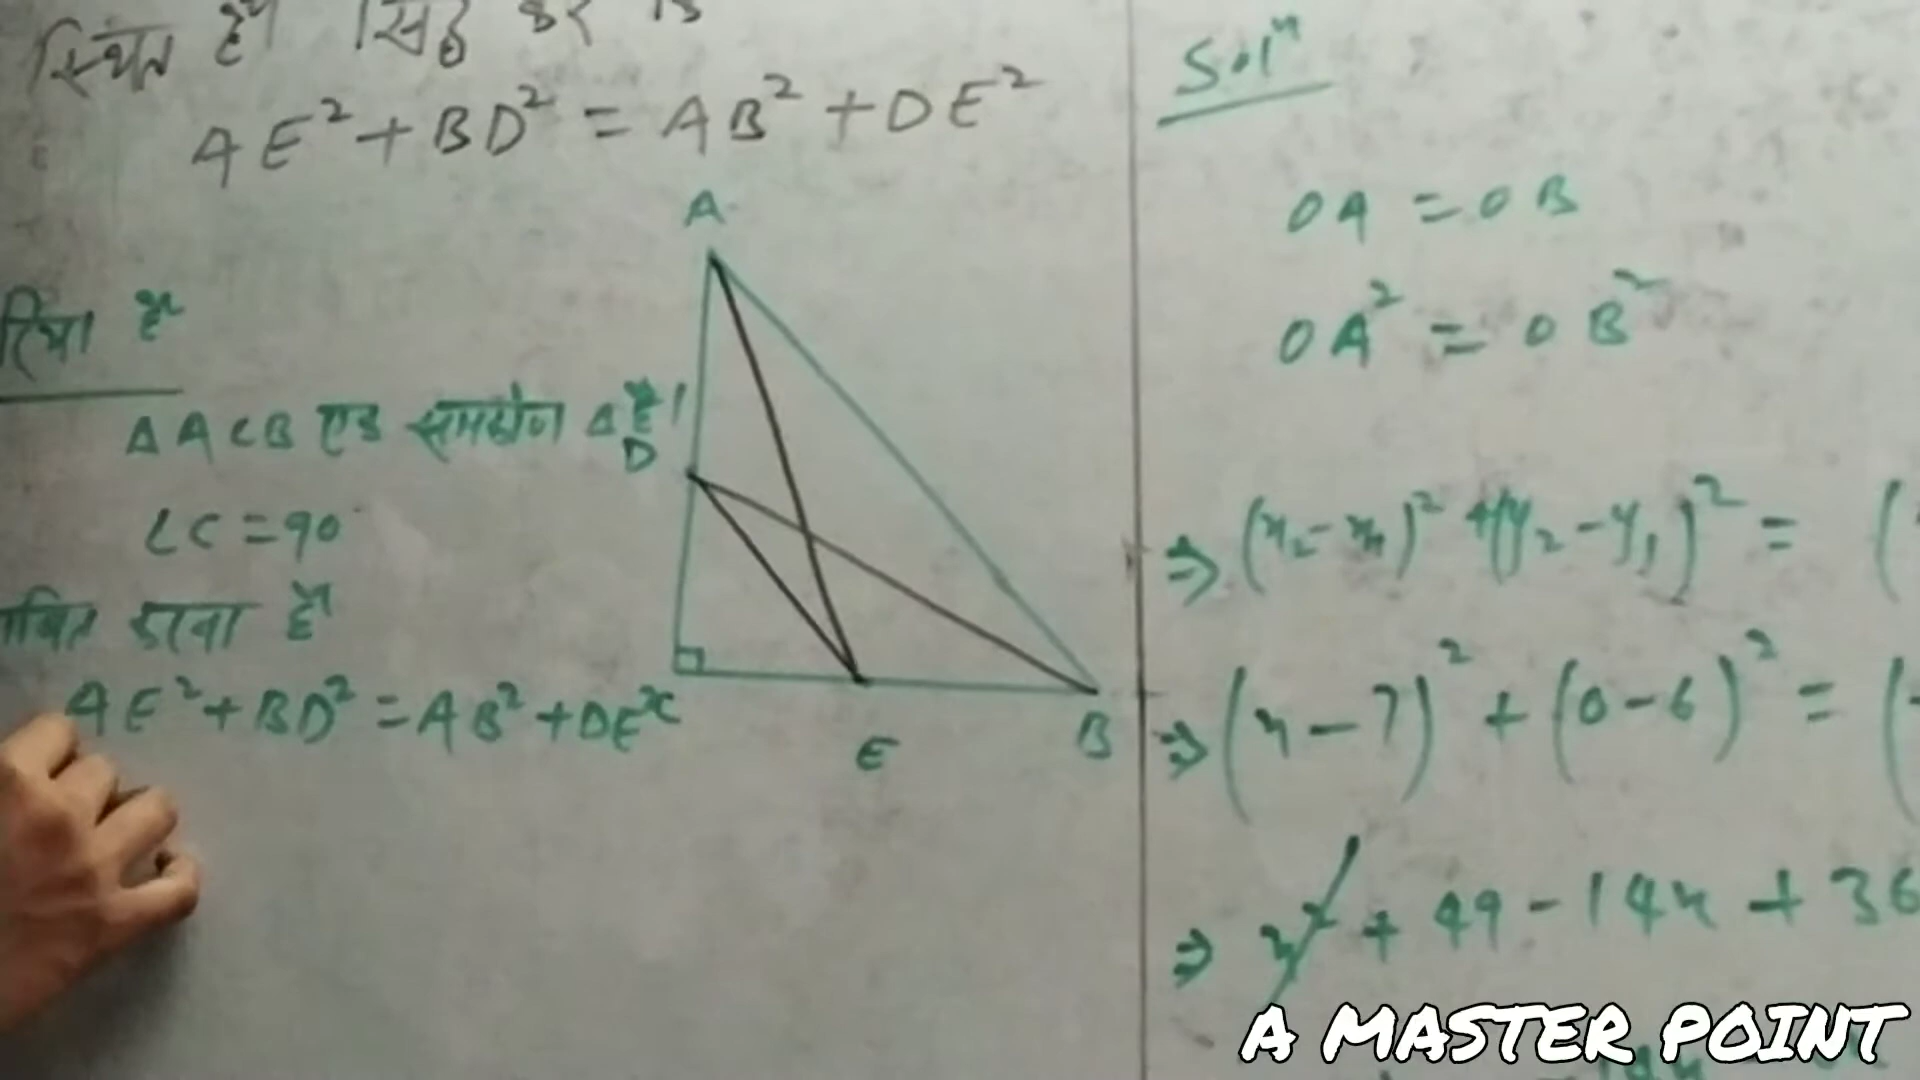 स्थित हैं। सिद्ध करें कि
AE² + BD² = AB² + DE²
दिया है
Δ ACB एक समकोण Δ है।
∠C = 90°
साबित करना है
AE² + BD² = AB² + DE²
A
D
E
B
Solⁿ
OA = OB
OA² = OB²
⇒ (x₂ - x₁)² + (y₂ - y₁)² = (
⇒ (x - 7)² + (0 - 6)² = (
⇒ x² + 49 - 14x + 36
A MASTER POINT